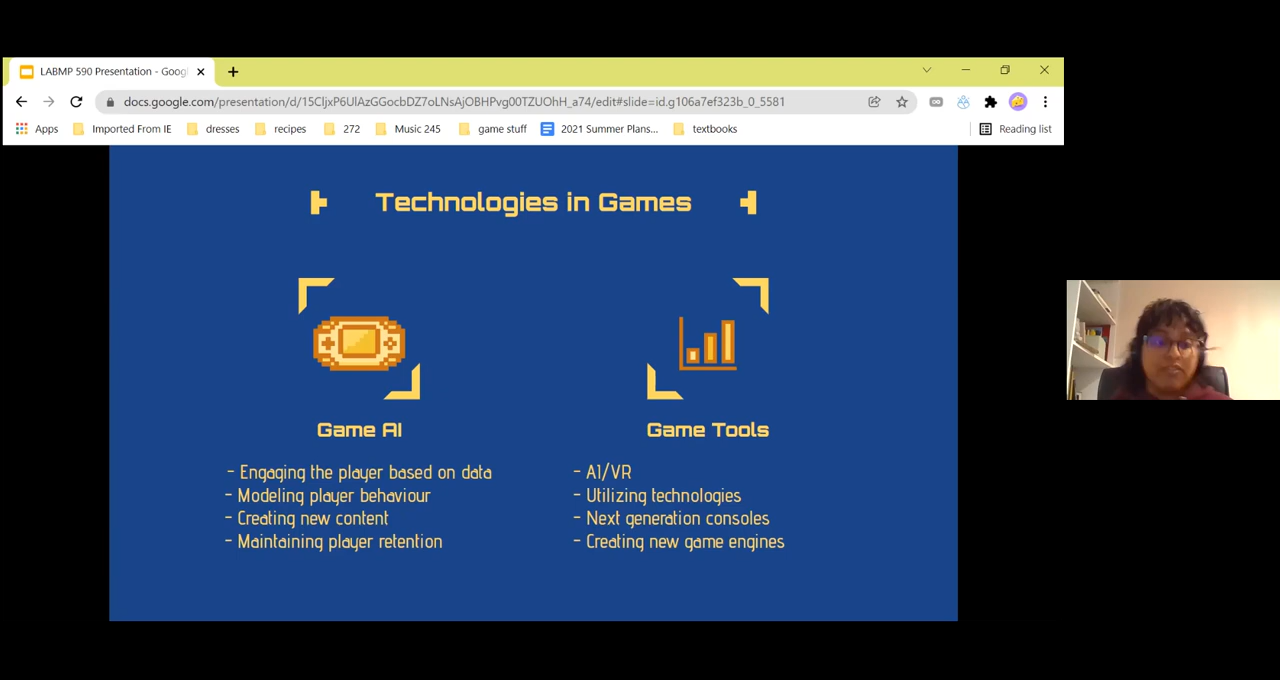 LABMP 590 Presentation - Goog
docs.google.com/presentation/d/15CljxP6UlAzGGocbDZ7oLNsAjOBHPvg00TZUOhH_a74/edit#slide=id.g106a7ef323b_0_5581
Apps Imported From IE dresses recipes 272 Music 245 game stuff 2021 Summer Plans... textbooks Reading list
Technologies in Games
Game AI
- Engaging the player based on data
- Modeling player behaviour
- Creating new content
- Maintaining player retention
Game Tools
- AI/VR
- Utilizing technologies
- Next generation consoles
- Creating new game engines